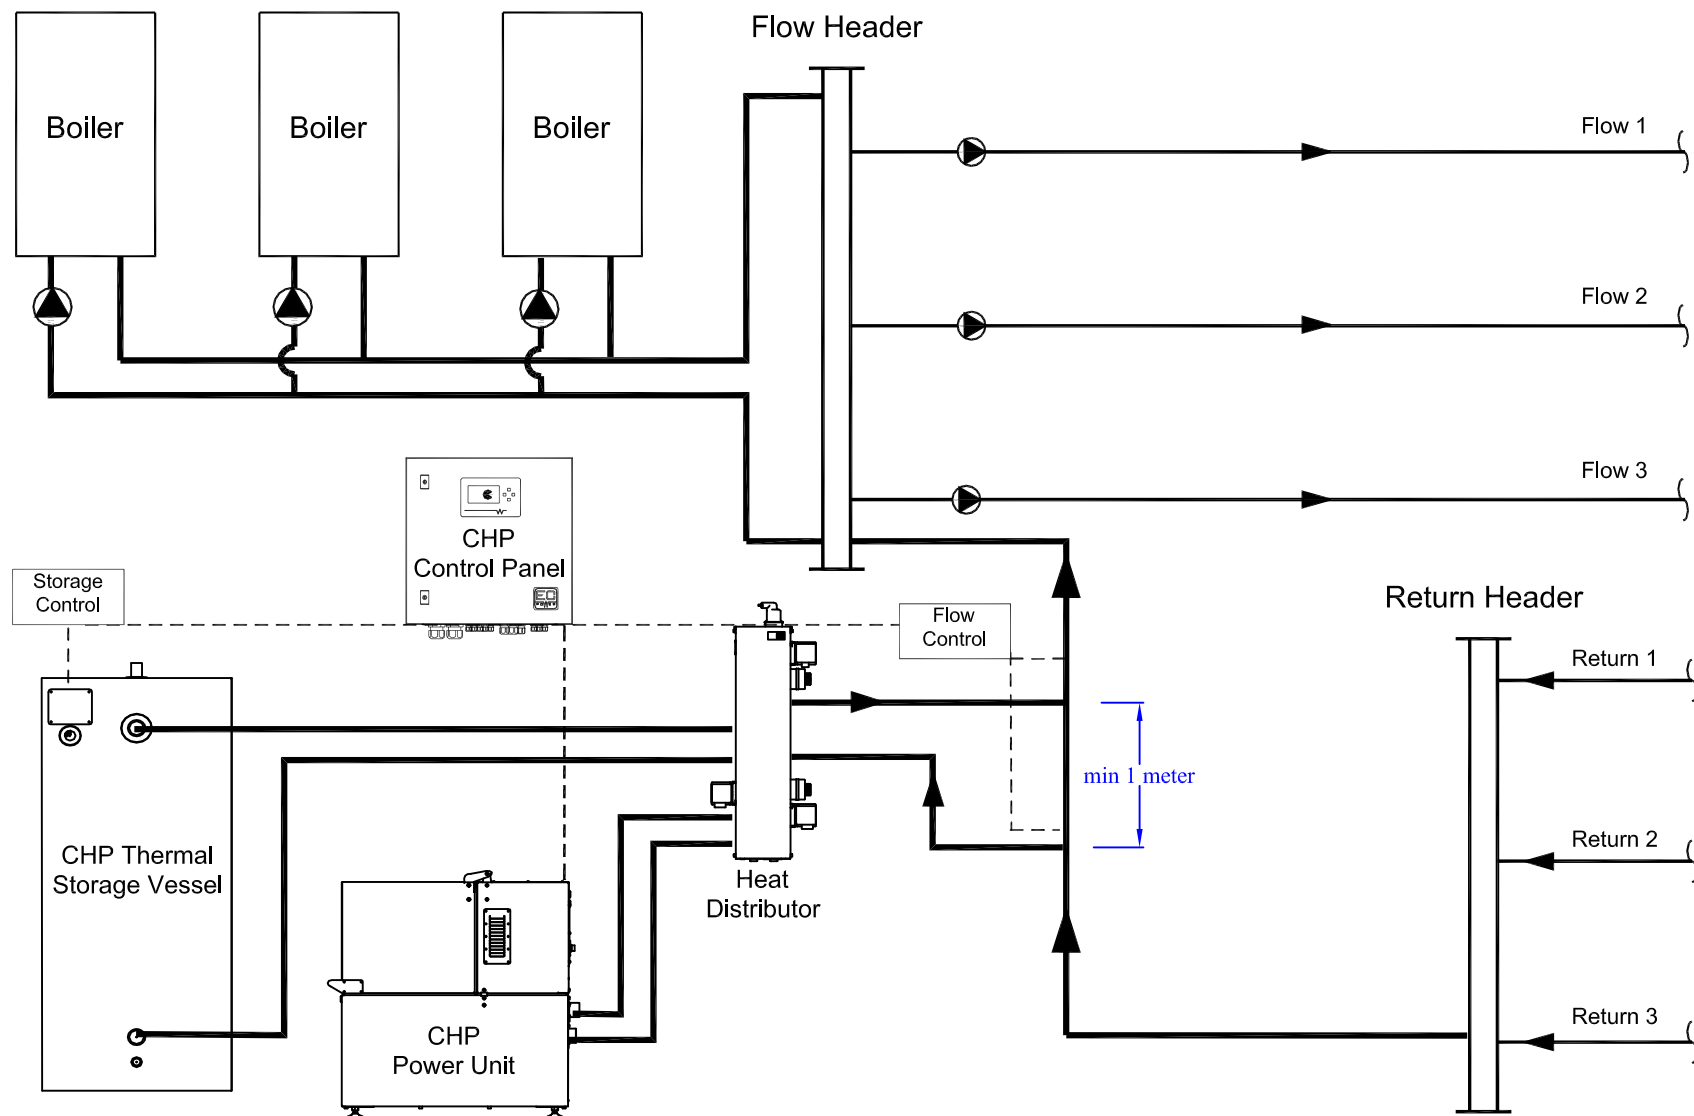 Flow Header
Boiler
Boiler
Boiler
Flow 1
Flow 2
Flow 3
CHP
Control Panel
Storage
Control
Flow
Control
Return Header
Return 1
min 1 meter
Return 2
CHP Thermal
Storage Vessel
Heat
Distributor
Return 3
CHP
Power Unit